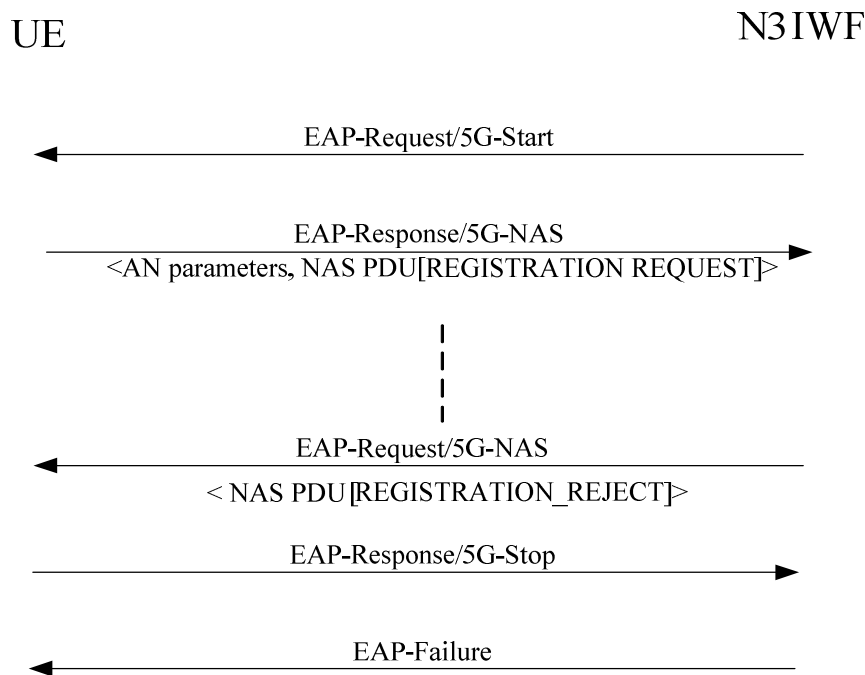 UE
N3IWF
EAP-Request/5G-Start
EAP-Response/5G-NAS
<AN parameters, NAS PDU[REGISTRATION REQUEST]>
EAP-Request/5G-NAS
< NAS PDU[REGISTRATION_REJECT]>
EAP-Response/5G-Stop
EAP-Failure